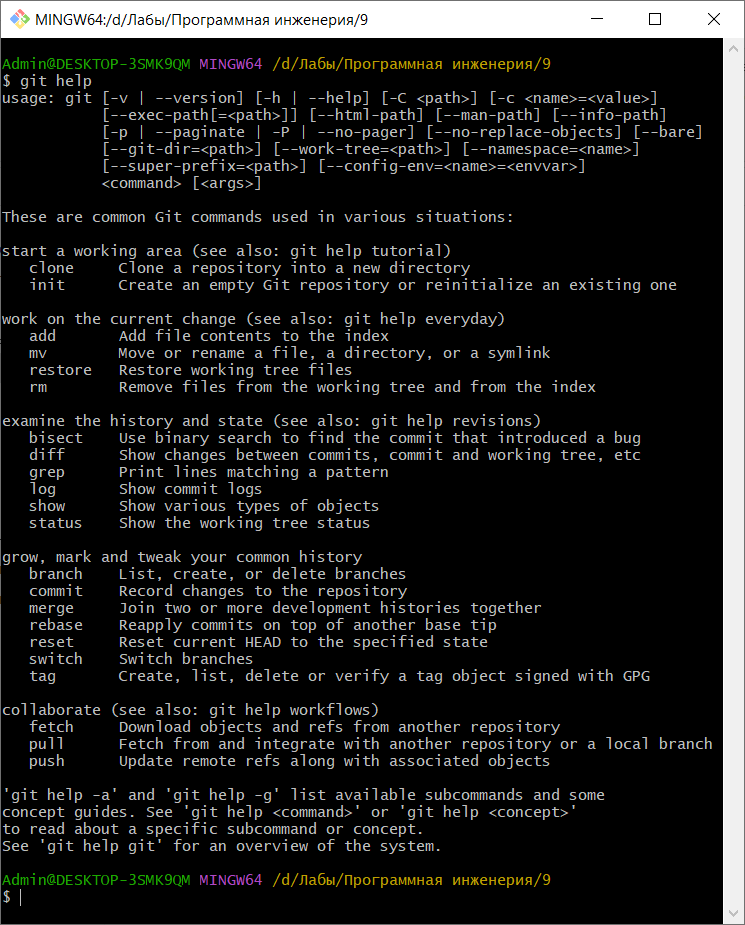 MINGW64:/d/Лабы/Программная инженерия/9
Admin@DESKTOP-3SMK9QM MINGW64 /d/Лабы/Программная инженерия/9
$ git help
usage: git [-v | --version] [-h | --help] [-C <path>] [-c <name>=<value>]
           [--exec-path[=<path>]] [--html-path] [--man-path] [--info-path]
           [-p | --paginate | -P | --no-pager] [--no-replace-objects] [--bare]
           [--git-dir=<path>] [--work-tree=<path>] [--namespace=<name>]
           [--super-prefix=<path>] [--config-env=<name>=<envvar>]
           <command> [<args>]

These are common Git commands used in various situations:

start a working area (see also: git help tutorial)
   clone     Clone a repository into a new directory
   init      Create an empty Git repository or reinitialize an existing one

work on the current change (see also: git help everyday)
   add       Add file contents to the index
   mv        Move or rename a file, a directory, or a symlink
   restore   Restore working tree files
   rm        Remove files from the working tree and from the index

examine the history and state (see also: git help revisions)
   bisect    Use binary search to find the commit that introduced a bug
   diff      Show changes between commits, commit and working tree, etc
   grep      Print lines matching a pattern
   log       Show commit logs
   show      Show various types of objects
   status    Show the working tree status

grow, mark and tweak your common history
   branch    List, create, or delete branches
   commit    Record changes to the repository
   merge     Join two or more development histories together
   rebase    Reapply commits on top of another base tip
   reset     Reset current HEAD to the specified state
   switch    Switch branches
   tag       Create, list, delete or verify a tag object signed with GPG

collaborate (see also: git help workflows)
   fetch     Download objects and refs from another repository
   pull      Fetch from and integrate with another repository or a local branch
   push      Update remote refs along with associated objects

'git help -a' and 'git help -g' list available subcommands and some
concept guides. See 'git help <command>' or 'git help <concept>'
to read about a specific subcommand or concept.
See 'git help git' for an overview of the system.

Admin@DESKTOP-3SMK9QM MINGW64 /d/Лабы/Программная инженерия/9
$